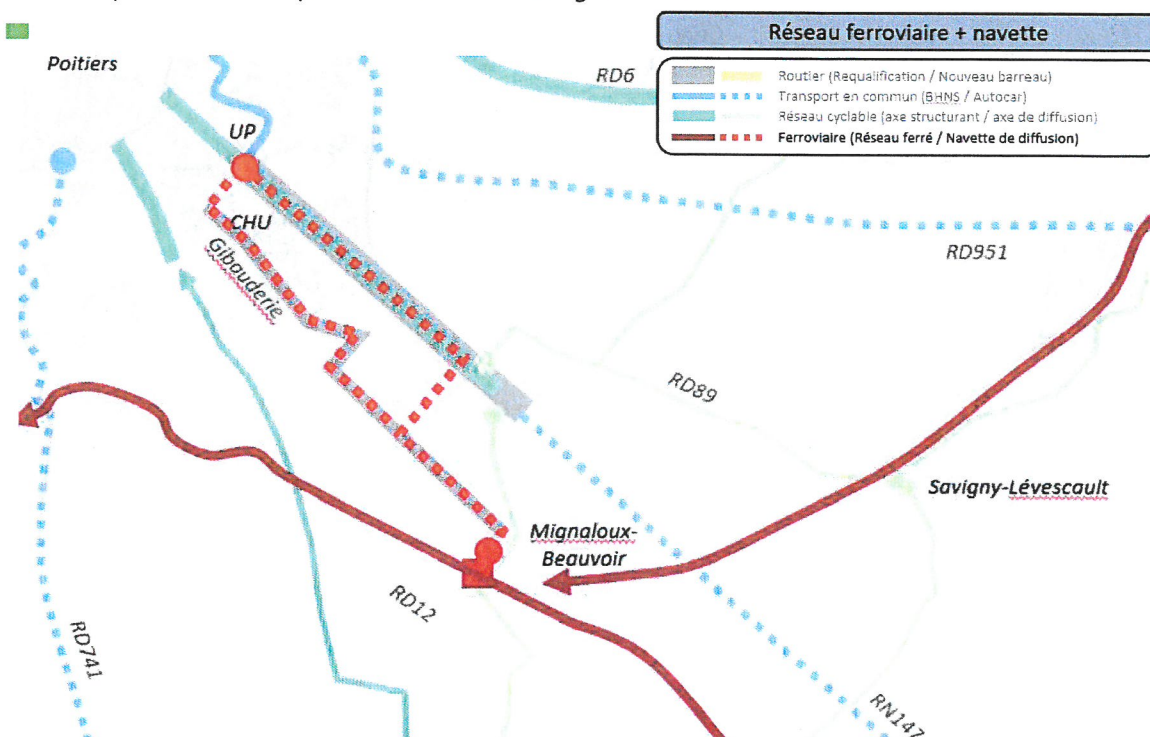 Réseau ferroviaire + navette
Routier (Requalification / Nouveau barreau)
Transport en commun (BHNS / Autocar)
Réseau cyclable (axe structurant / axe de diffusion)
Ferroviaire (Réseau ferré / Navette de diffusion)
Poitiers
RD6
UP
CHU
Gibauderie
RD951
RD89
Savigny-Lévescault
Mignaloux-
Beauvoir
RD12
RD741
RN147